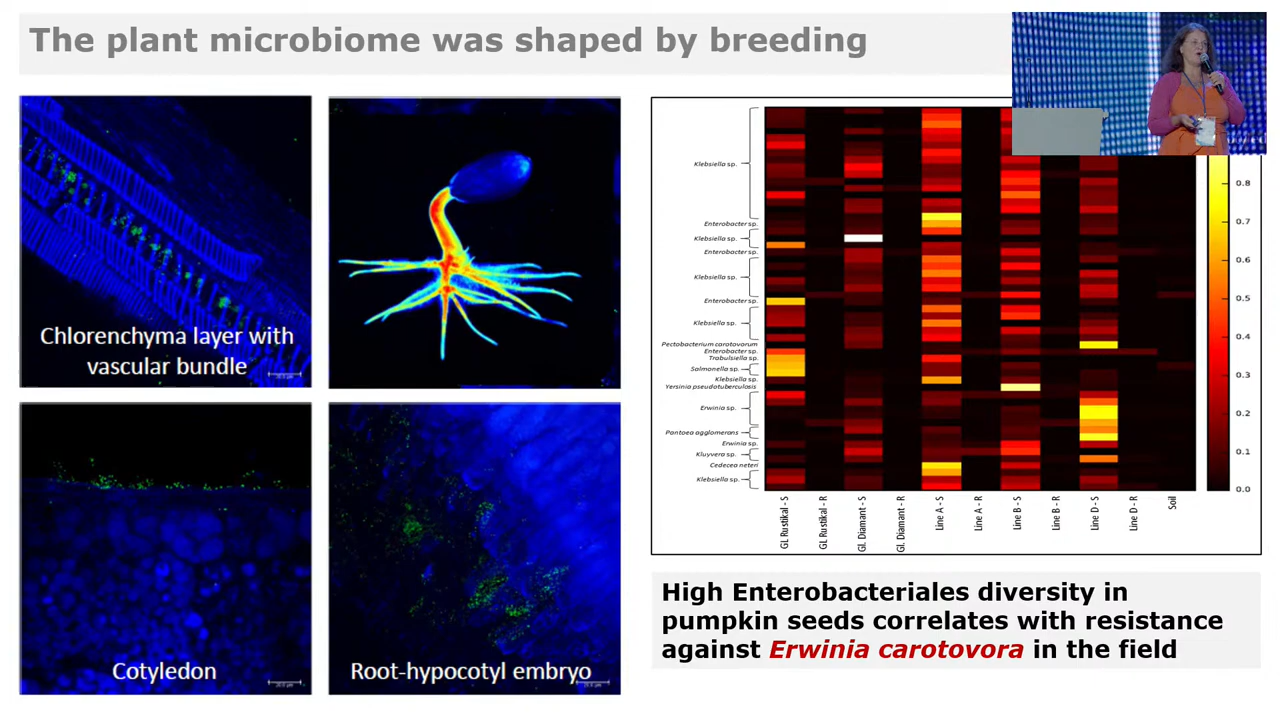 The plant microbiome was shaped by breeding
Chlorenchyma layer with
vascular bundle
Cotyledon
Root-hypocotyl embryo
Klebsiella sp.
Enterobacter sp.
Klebsiella sp.
Enterobacter sp.
Klebsiella sp.
Enterobacter sp.
Klebsiella sp.
Pectobacterium carotovorum
Enterobacter sp.
Trabulsiella sp.
Salmonella sp.
Klebsiella sp.
Yersinia pseudotuberculosis
Erwinia sp.
Pantoea agglomerans
Erwinia sp.
Kluyvera sp.
Cedecea neteri
Klebsiella sp.
Gl. Rustikal - S
Gl. Rustikal - R
Gl. Diamant - S
Gl. Diamant - R
Line A - S
Line A - R
Line B - S
Line B - R
Line D - S
Line D - R
Soil
0.8
0.7
0.6
0.5
0.4
0.3
0.2
0.1
0.0
High Enterobacteriales diversity in
pumpkin seeds correlates with resistance
against Erwinia carotovora in the field